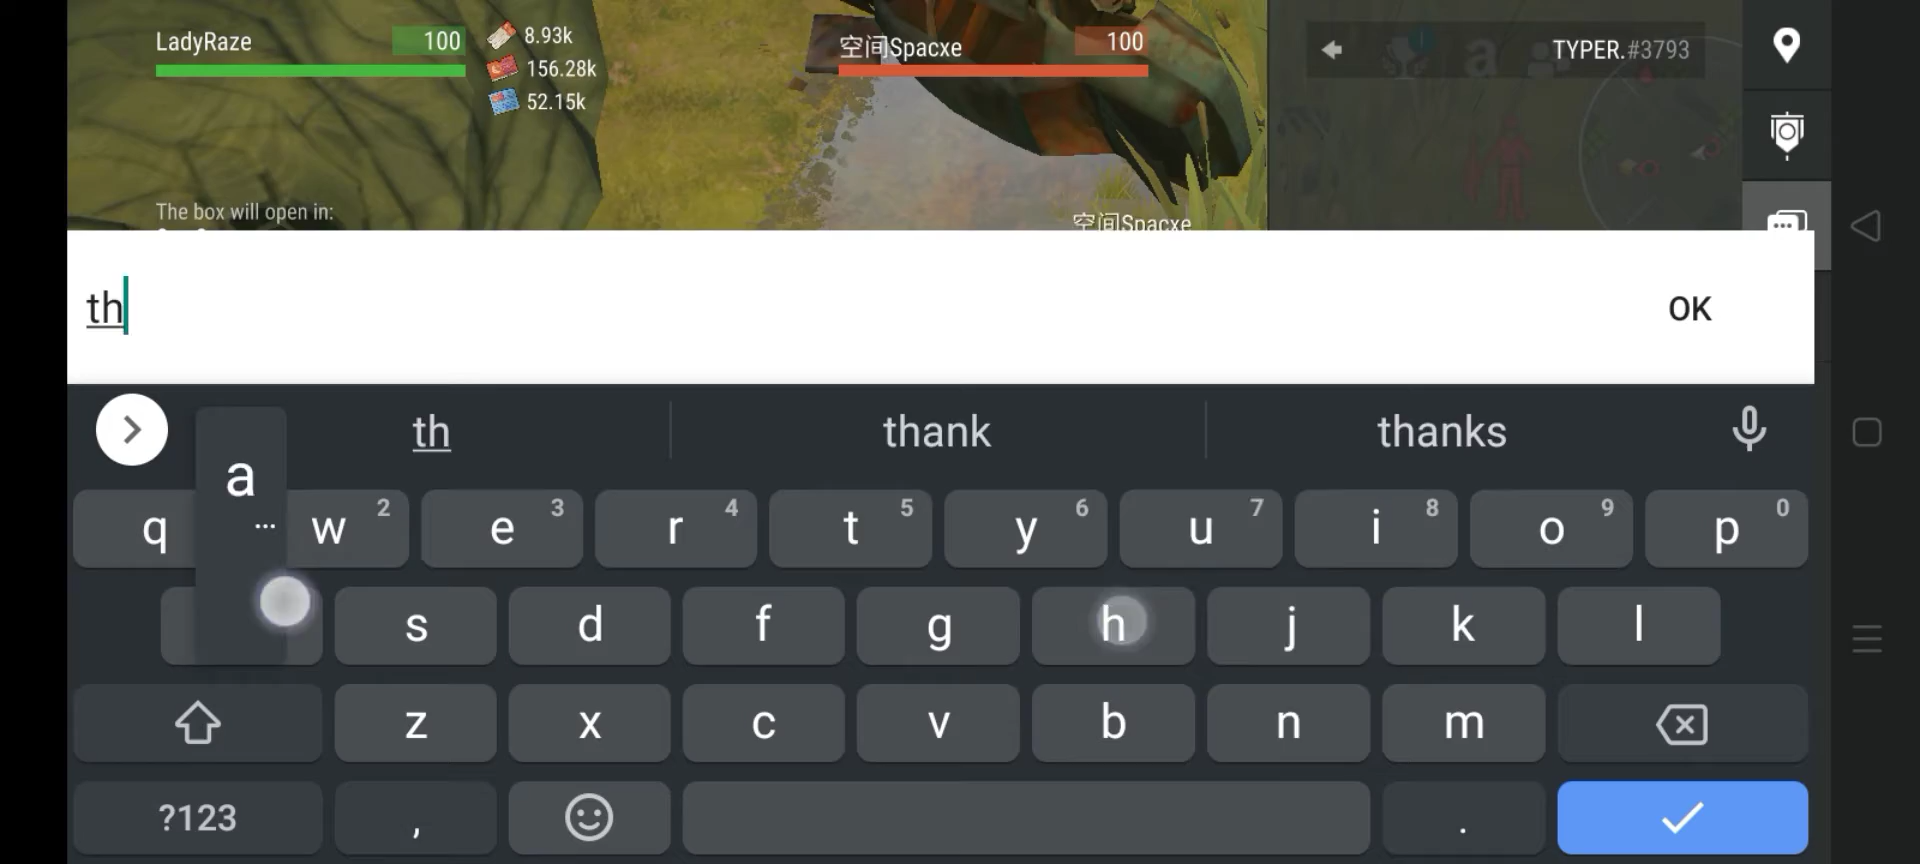 LadyRaze 100 8.93k
156.28k
52.15k
空间Spacxe 100
a TYPER.#3793
The box will open in:
空间Spacxe
th OK
th thank thanks
a
q ... w 2 e 3 r 4 t 5 y 6 u 7 i 8 o 9 p 0
s d f g h j k l
z x c v b n m
?123 , .